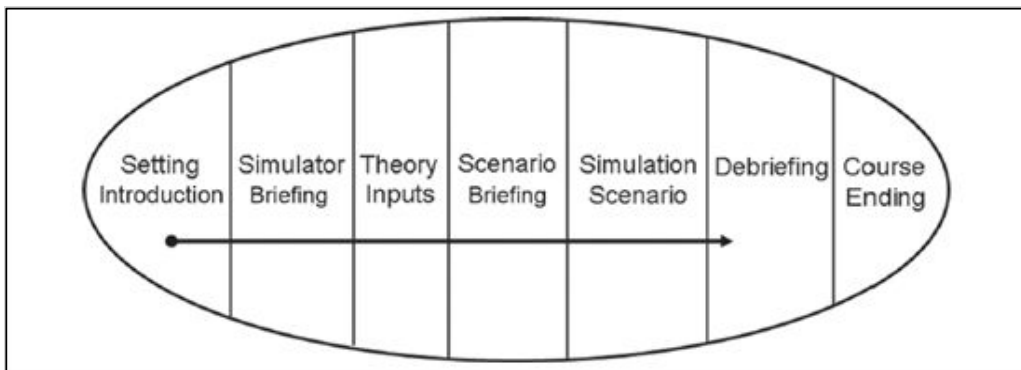 Setting
Introduction
Simulator
Briefing
Theory
Inputs
Scenario
Briefing
Simulation
Scenario
Debriefing
Course
Ending